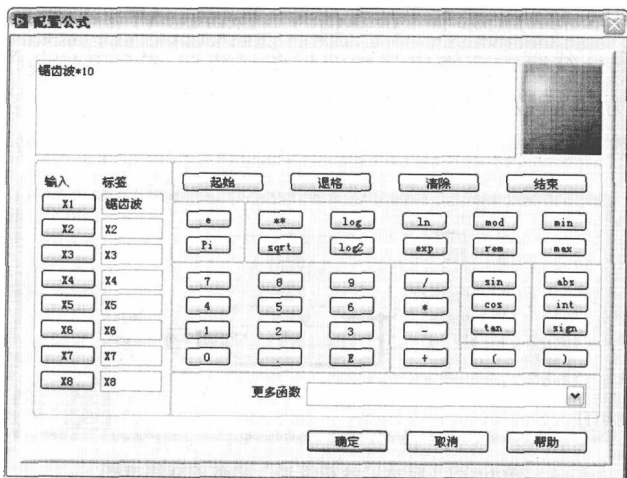 配置公式
锯齿波*10
输入 标签 起始 退格 清除 结束
X1 锯齿波 e ** log ln mod min
X2 X2 Pi sqrt log2 exp rem max
X3 X3
X4 X4 7 8 9 / sin abs
X5 X5 4 5 6 * cos int
X6 X6 1 2 3 - tan sign
X7 X7 0 . E + ( )
X8 X8
更多函数
确定 取消 帮助